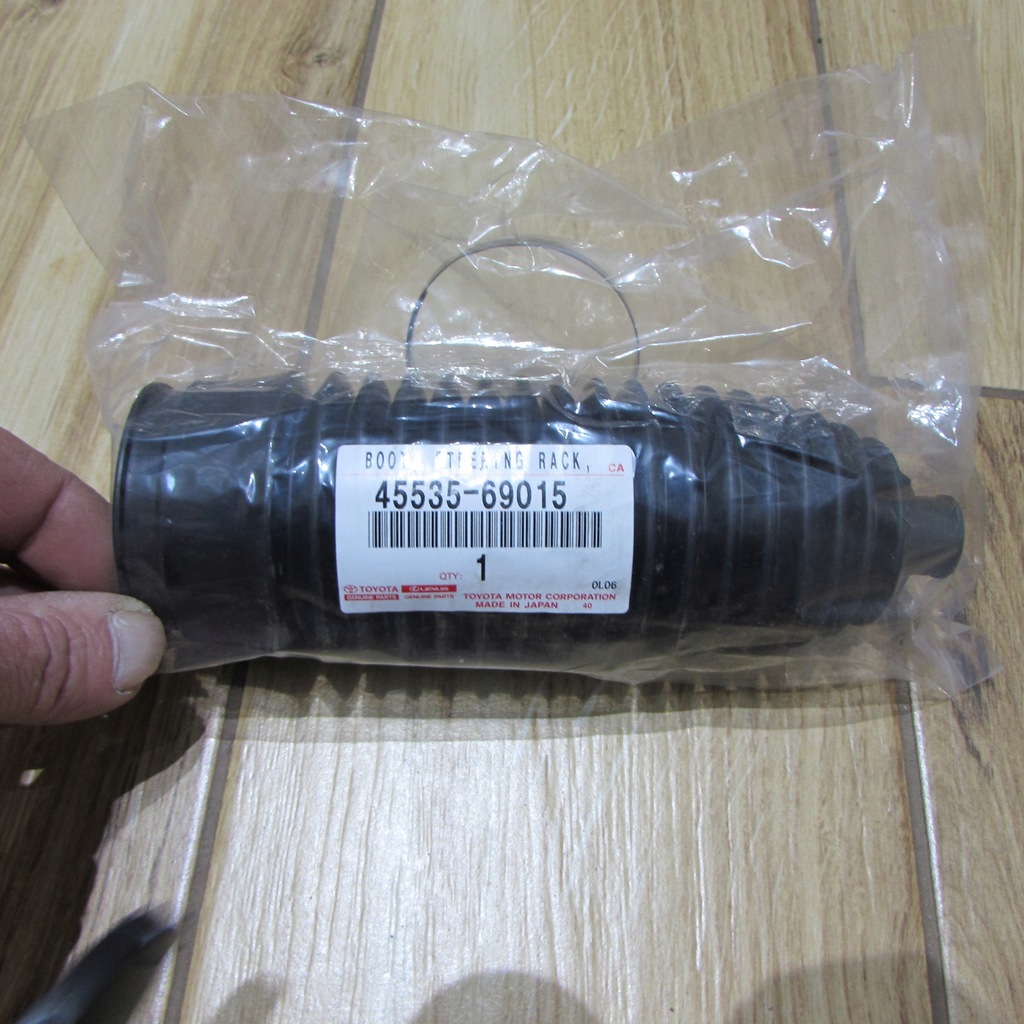 BOOT, STEERING RACK, CA
45535-69015
QTY: 1
0L06
TOYOTA LEXUS
GENUINE PARTS GENUINE PARTS
TOYOTA MOTOR CORPORATION
MADE IN JAPAN 40